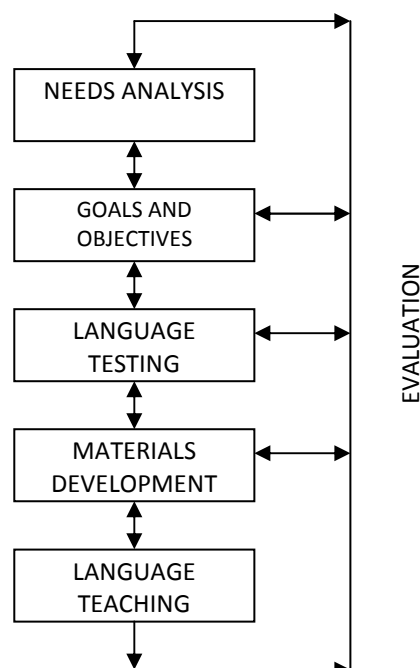 NEEDS ANALYSIS
GOALS AND
OBJECTIVES
LANGUAGE
TESTING
MATERIALS
DEVELOPMENT
LANGUAGE
TEACHING
EVALUATION